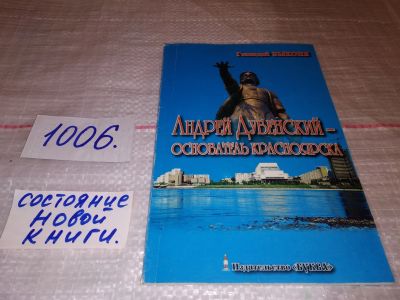 Геннадий БЫКОНЯ
АНДРЕЙ ДУБЕНСКИЙ –
ОСНОВАТЕЛЬ КРАСНОЯРСКА
Издательство «БУКВА»
1006.
СОСТОЯНИЕ
НОВОЙ
КНИГИ.